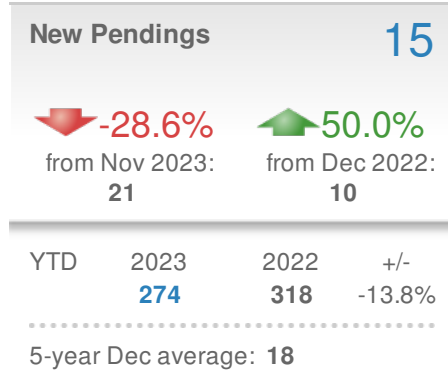 New Pendings 15
-28.6% 50.0%
from Nov 2023: from Dec 2022:
21 10
YTD 2023 2022 +/-
274 318 -13.8%
5-year Dec average: 18